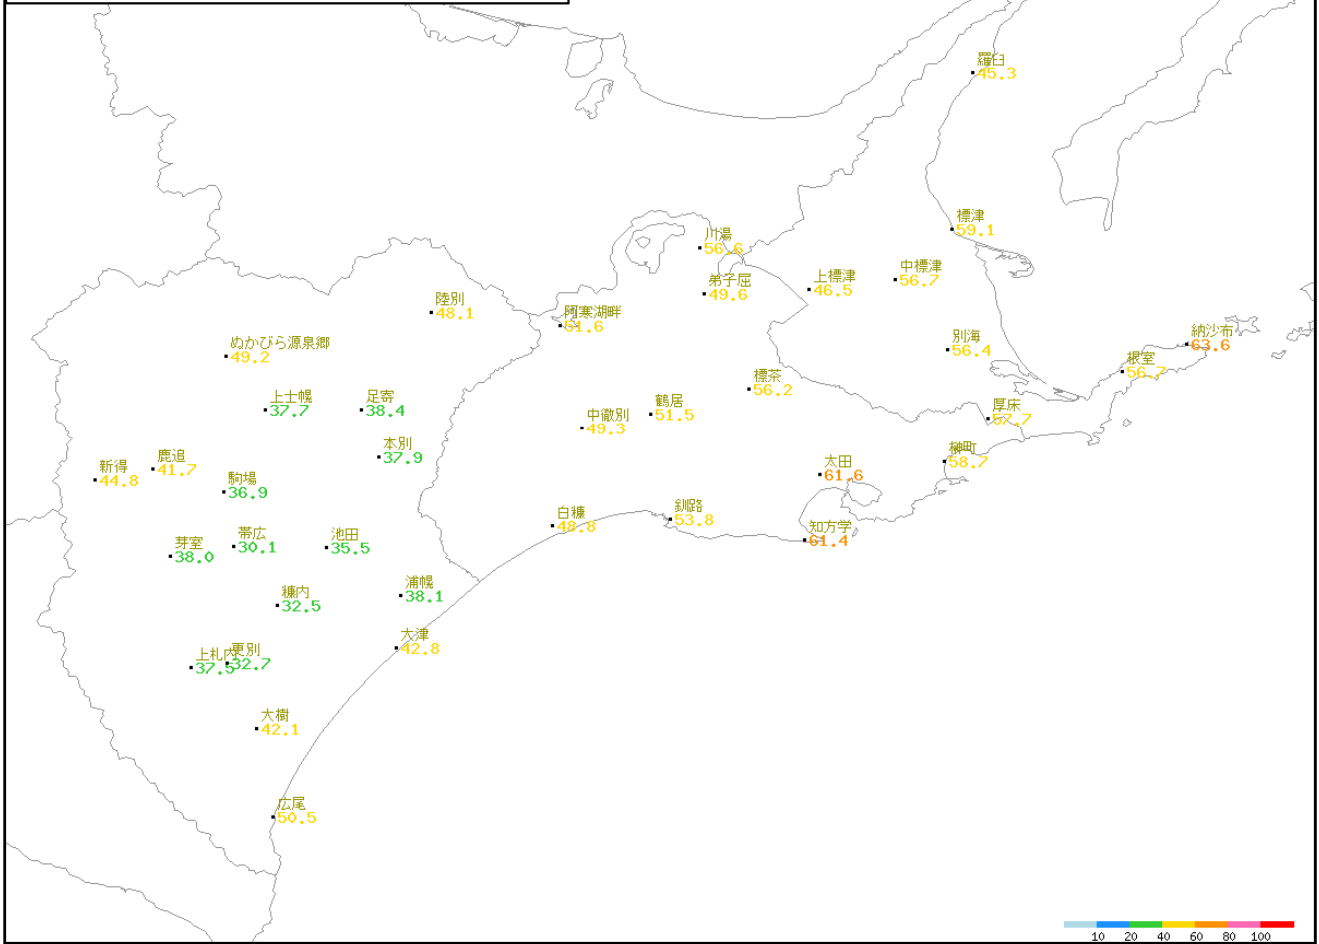 羅臼
45.3
標津
59.1
川湯
56.6
中標津
56.7
上標津
46.5
弟子屈
49.6
陸別
48.1
阿寒湖畔
51.6
納沙布
63.6
ぬかびら源泉郷
49.2
別海
56.4
根室
56.7
標茶
56.2
上士幌
37.7
足寄
38.4
鶴居
51.5
厚床
57.7
中徹別
49.3
本別
37.9
榊町
58.7
鹿追
41.7
太田
61.6
新得
44.8
駒場
36.9
白糠
48.8
釧路
53.8
知方学
61.4
帯広
30.1
池田
35.5
芽室
38.0
浦幌
38.1
糠内
32.5
大津
42.8
更別
32.7
上札内
37.5
大樹
42.1
広尾
50.5
10 20 40 60 80 100